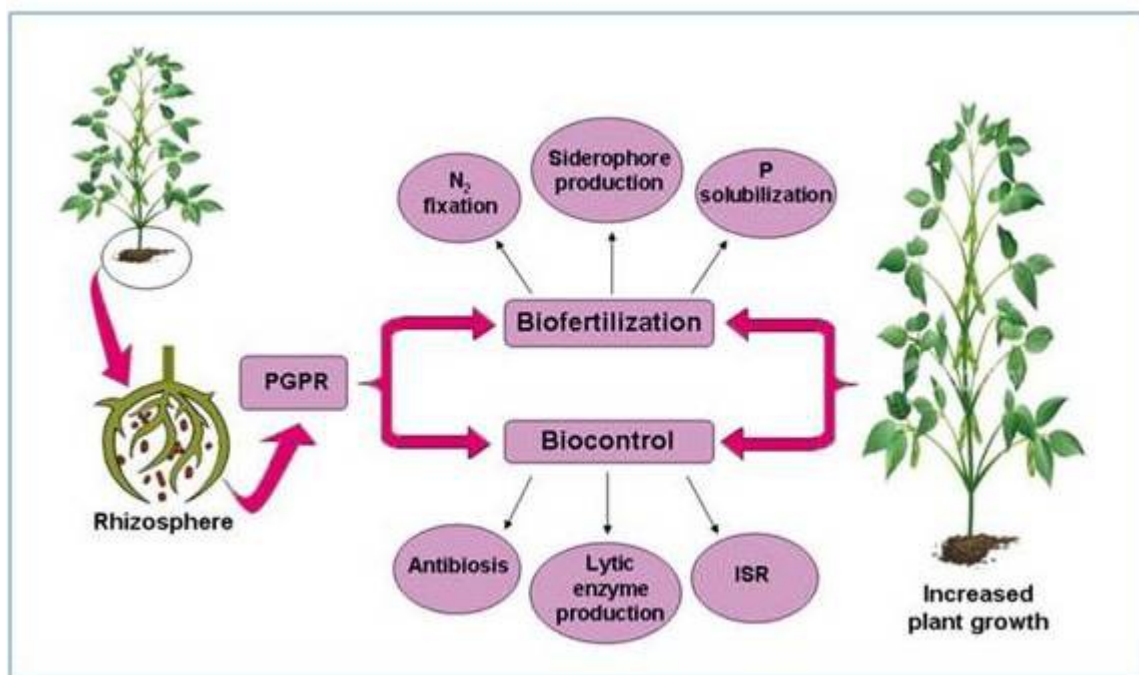 N₂
fixation
Siderophore
production
P
solubilization
Biofertilization
PGPR
Biocontrol
Rhizosphere
Antibiosis
Lytic
enzyme
production
ISR
Increased
plant growth